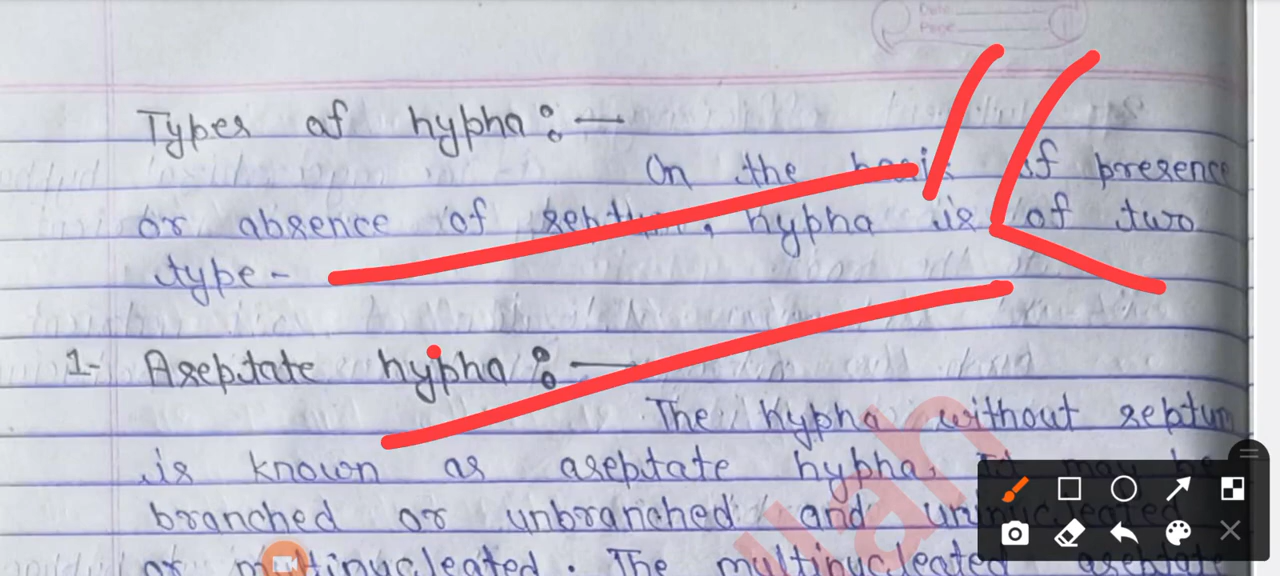 Date
Page
Types of hypha :-
On the basis of presence
or absence of septum, hypha is of two
type -
1- Aseptate hypha :-
The hypha without septum
is known as aseptate hypha. It may be
branched or unbranched and uninucleated
or multinucleated. The multinucleated aseptate